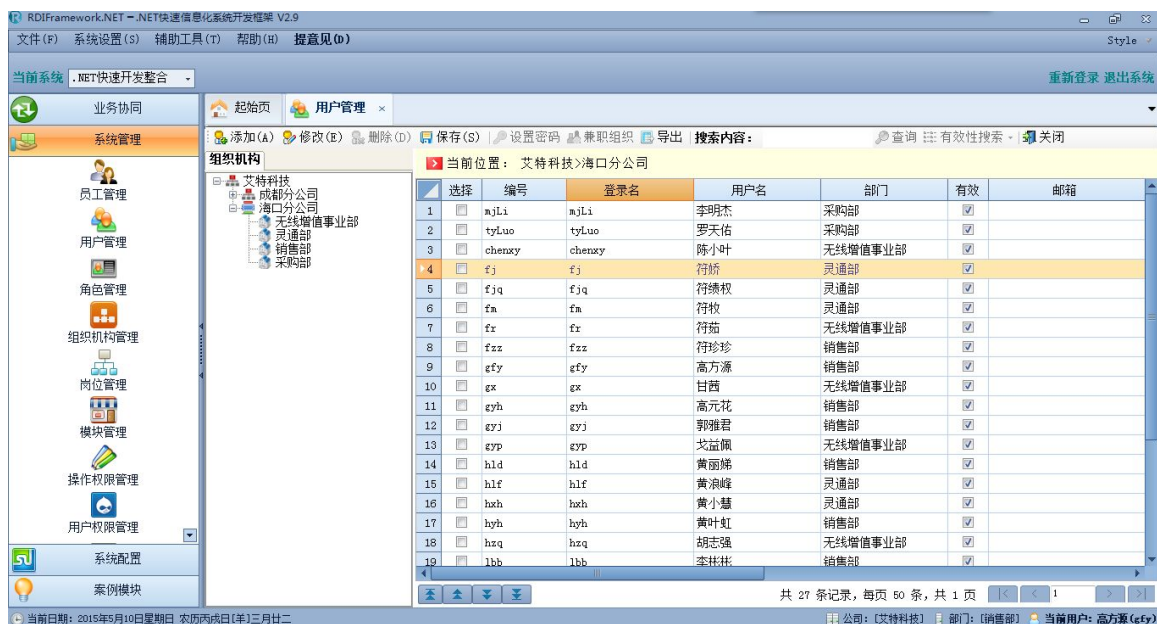 RDIFramework.NET - .NET快速信息化系统开发框架 V2.9
文件(F) 系统设置(S) 辅助工具(T) 帮助(H) 提意见(D) Style
当前系统 .NET快速开发整合 重新登录 退出系统
业务协同
系统管理
员工管理
用户管理
角色管理
组织机构管理
岗位管理
模块管理
操作权限管理
用户权限管理
系统配置
案例模块
起始页 用户管理 ×
添加(A) 修改(E) 删除(D) 保存(S) 设置密码 兼职组织 导出 搜索内容: 查询 有效性搜索 关闭
组织机构
艾特科技
成都分公司
海口分公司
无线增值事业部
灵通部
销售部
采购部
当前位置: 艾特科技>海口分公司
选择 编号 登录名 用户名 部门 有效 邮箱
1 mjLi mjLi 李明杰 采购部
2 tyLuo tyLuo 罗天佑 采购部
3 chenxy chenxy 陈小叶 无线增值事业部
4 fj fj 符娇 灵通部
5 fjq fjq 符绩权 灵通部
6 fm fm 符牧 灵通部
7 fr fr 符茹 无线增值事业部
8 fzz fzz 符珍珍 销售部
9 gfy gfy 高方源 销售部
10 gx gx 甘茜 无线增值事业部
11 gyh gyh 高元花 销售部
12 gyj gyj 郭雅君 销售部
13 gyp gyp 戈益佩 无线增值事业部
14 hld hld 黄丽娣 销售部
15 hlf hlf 黄浪峰 灵通部
16 hxh hxh 黄小慧 灵通部
17 hyh hyh 黄叶虹 销售部
18 hzq hzq 胡志强 无线增值事业部
19 lbb lbb 李彬彬 销售部
共 27 条记录，每页 50 条，共 1 页 1
当前日期: 2015年5月10日星期日 农历丙戌日[羊]三月廿二 公司: [艾特科技] 部门: [销售部] 当前用户: 高方源(gfy)